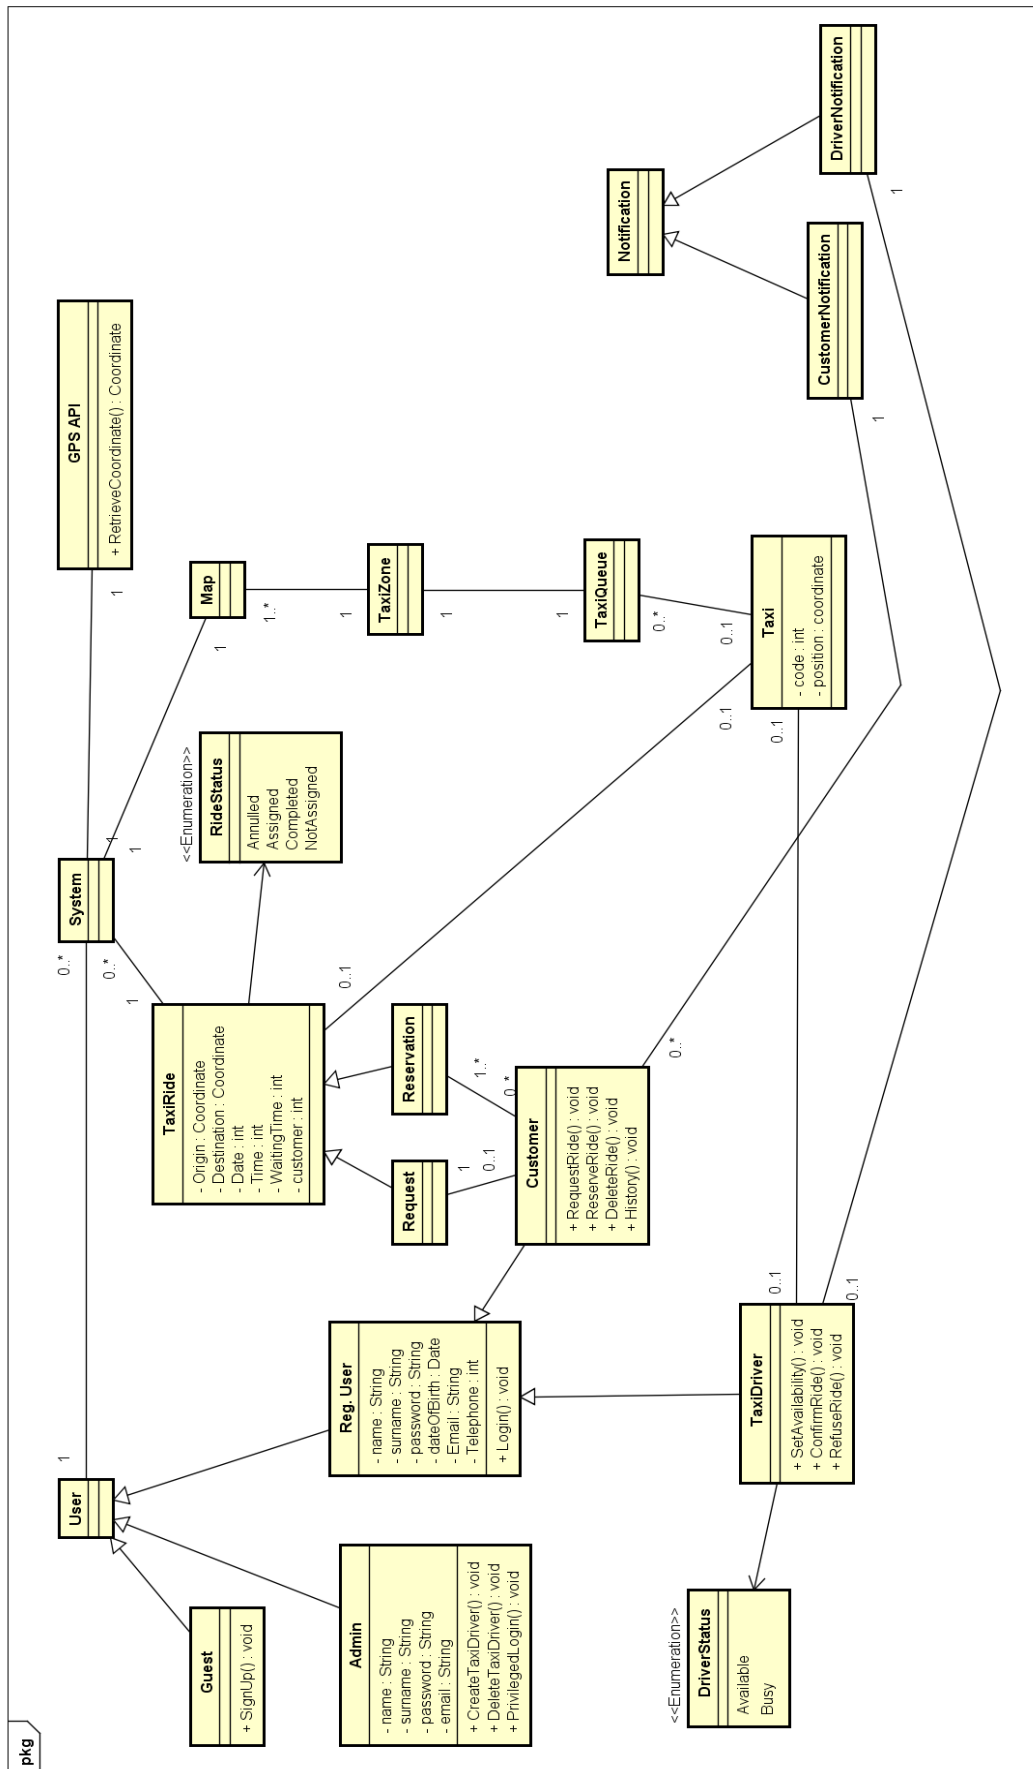 pkg
User
1
0..*
System
1
1
GPS API
+ RetrieveCoordinate() : Coordinate
Guest
+ SignUp() : void
Admin
- name : String
- surname : String
- password : String
- email : String
+ CreateTaxiDriver() : void
+ DeleteTaxiDriver() : void
+ PrivilegedLogin() : void
Reg. User
- name : String
- surname : String
- password : String
- dateOfBirth : Date
- Email : String
- Telephone : int
+ Login() : void
0..*
1
TaxiRide
- Origin : Coordinate
- Destination : Coordinate
- Date : int
- Time : int
- WaitingTime : int
- customer : int
<<Enumeration>>
RideStatus
Annulled
Assigned
Completed
NotAssigned
1
1
Map
1..*
1
TaxiZone
1
1
TaxiQueue
0..*
0..1
Taxi
- code : int
- position : coordinate
0..1
0..1
Request
1
0..1
Reservation
1..*
0..*
Customer
+ RequestRide() : void
+ ReserveRide() : void
+ DeleteRide() : void
+ History() : void
0..*
1
Notification
CustomerNotification
DriverNotification
1
<<Enumeration>>
DriverStatus
Available
Busy
TaxiDriver
+ SetAvailability() : void
+ ConfirmRide() : void
+ RefuseRide() : void
0..1
0..1
0..1